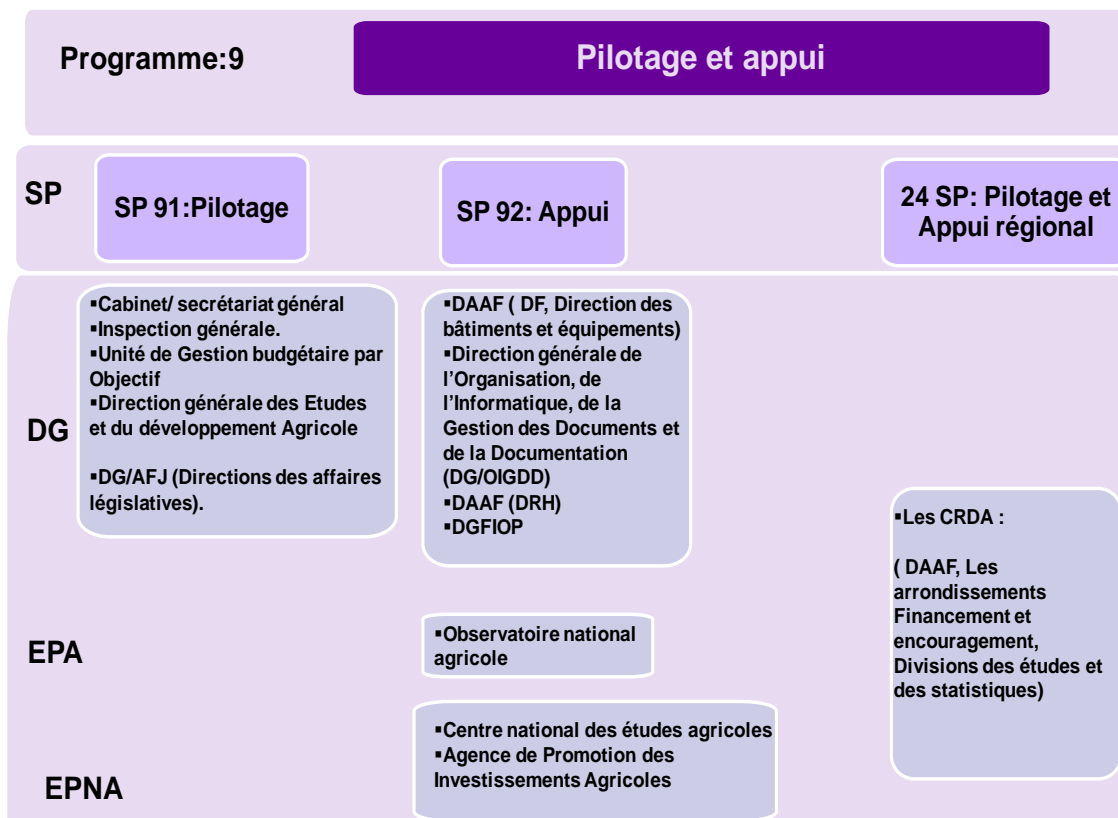 Programme:9
Pilotage et appui
SP
SP 91:Pilotage
SP 92: Appui
24 SP: Pilotage et
Appui régional
DG
▪Cabinet/ secrétariat général
▪Inspection générale.
▪Unité de Gestion budgétaire par
Objectif
▪Direction générale des Etudes
et du développement Agricole
▪DG/AFJ (Directions des affaires
législatives).
▪DAAF ( DF, Direction des
bâtiments et équipements)
▪Direction générale de
l’Organisation, de
l’Informatique, de la
Gestion des Documents et
de la Documentation
(DG/OIGDD)
▪DAAF (DRH)
▪DGFIOP
▪Les CRDA :
( DAAF, Les
arrondissements
Financement et
encouragement,
Divisions des études et
des statistiques)
EPA
▪Observatoire national
agricole
EPNA
▪Centre national des études agricoles
▪Agence de Promotion des
Investissements Agricoles